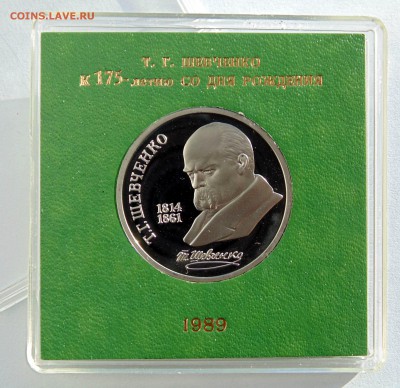 COINS.LAVE.RU
Т. Г. ШЕВЧЕНКО
К 175-летию СО ДНЯ РОЖДЕНИЯ
Т.Г. ШЕВЧЕНКО
1814
1861
Т. Шевченко
1989